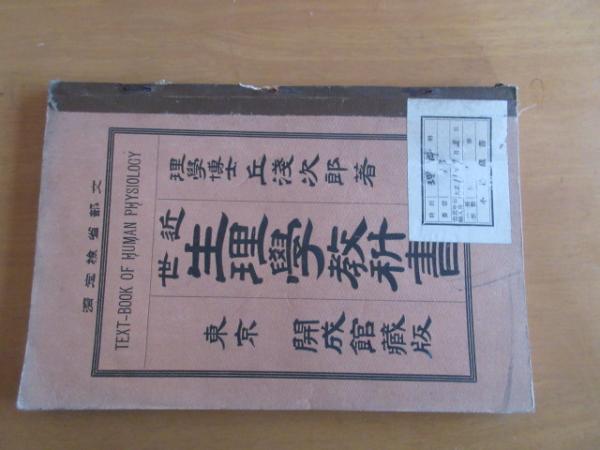 文部省檢定濟
TEXT-BOOK OF HUMAN PHYSIOLOGY
理學博士 丘淺次郎著
近世 生理學教科書
東京 開成館藏版